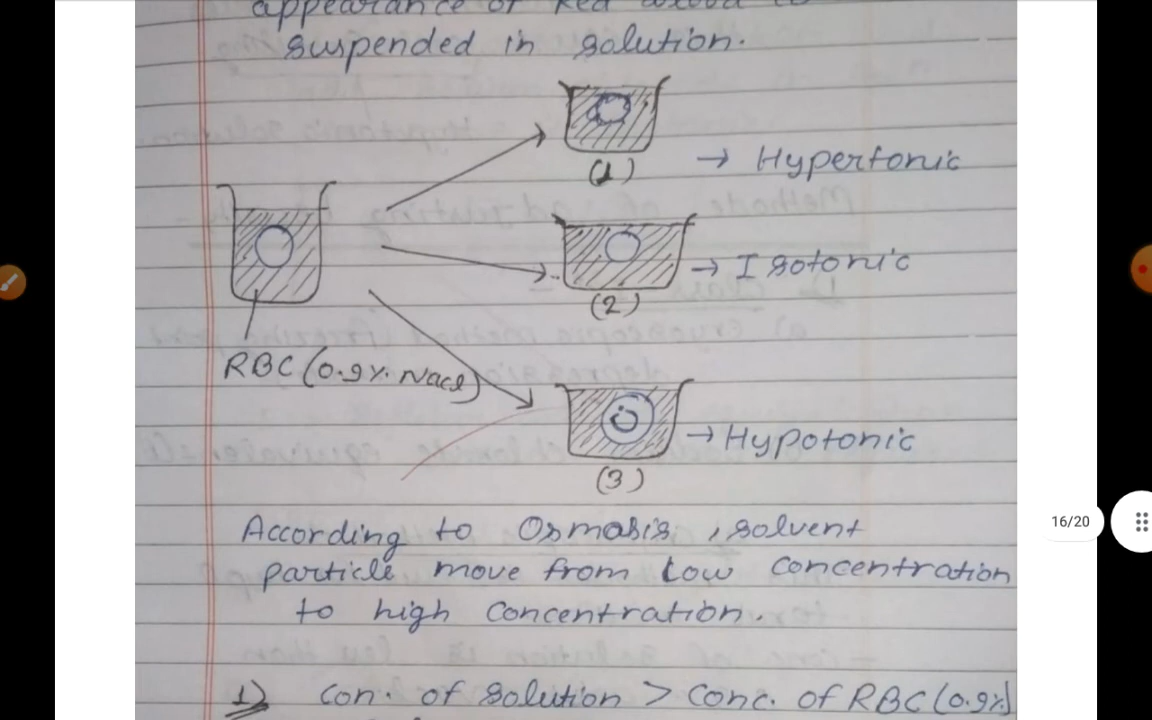 suspended in solution.
(1)
→ Hypertonic
→ Isotonic
(2)
RBC (0.9%. Nacl)
→ Hypotonic
(3)
According to Osmosis, solvent
particle move from Low concentration
to high concentration.
1) con. of solution > Conc. of RBC (0.9%)
16/20